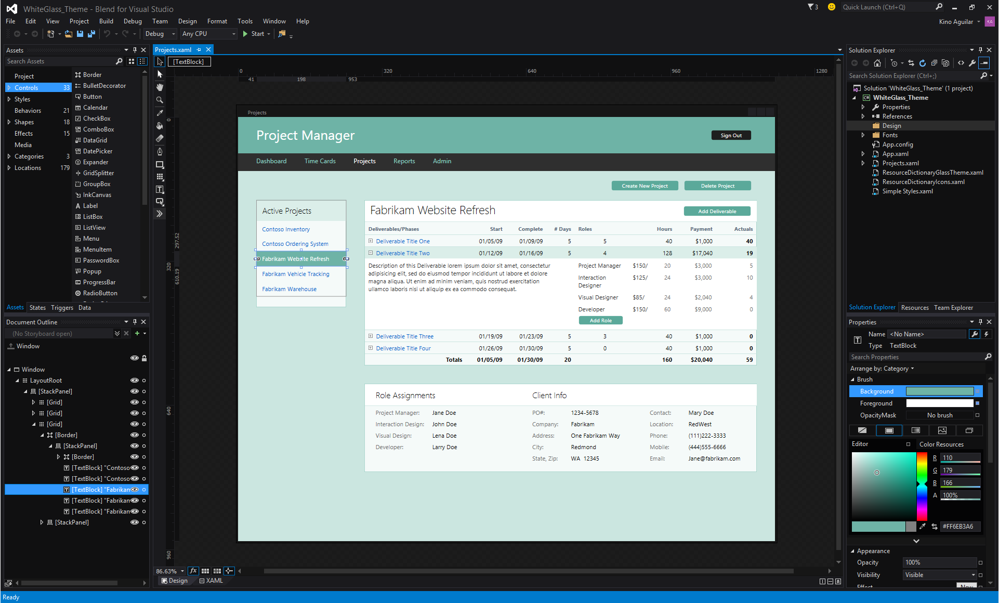 WhiteGlass_Theme - Blend for Visual Studio
3
Quick Launch (Ctrl+Q)
File Edit View Project Build Debug Team Design Format Tools Window Help
Kino Aguilar KA
Debug Any CPU Start
Assets
Search Assets
Project
Controls 33
Styles
Behaviors 21
Shapes 18
Effects 15
Media
Categories 3
Locations 179
Border
BulletDecorator
Button
Calendar
CheckBox
ComboBox
DataGrid
DatePicker
Expander
GridSplitter
GroupBox
InkCanvas
Label
ListBox
ListView
Menu
MenuItem
PasswordBox
Popup
ProgressBar
RadioButton
Assets States Triggers Data
Document Outline
(No Storyboard open)
Window
Window
LayoutRoot
[StackPanel]
[Grid]
[Grid]
[Grid]
[Border]
[StackPanel]
[Border]
[TextBlock] "Contoso
[TextBlock] "Contoso
[TextBlock] "Fabrikam
[TextBlock] "Fabrikam
[TextBlock] "Fabrikam
[StackPanel]
Projects.xaml
[TextBlock]
0 320 640 960 1280
41 198 953
0
297.52
320
610.19
640
960
Projects
Project Manager
Sign Out
Dashboard Time Cards Projects Reports Admin
Create New Project Delete Project
Active Projects
Contoso Inventory
Contoso Ordering System
Fabrikam Website Refresh
Fabrikam Vehicle Tracking
Fabrikam Warehouse
Fabrikam Website Refresh
Add Deliverable
Deliverables/Phases Start Complete # Days Roles Hours Payment Actuals
Deliverable Title One 01/05/09 01/09/09 5 5 40 $1,000 40
Deliverable Title Two 01/12/09 01/16/09 5 4 128 $17,040 19
Description of this Deliverable lorem ipsum dolor sit amet, consectetur
adipisicing elit, sed do eiusmod tempor incididunt ut labore et dolore
magna aliqua. Ut enim ad minim veniam, quis nostrud exercitation
ullamco laboris nisi ut aliquip ex ea commodo consequat.
Project Manager $150/ 20 $3,000 5
Interaction Designer $125/ 24 $3,000 10
Visual Designer $85/ 24 $2,040 4
Developer $150/ 60 $9,000 0
Add Role
Deliverable Title Three 01/19/09 01/23/09 5 3 40 $1,000 0
Deliverable Title Four 01/26/09 01/30/09 5 0 40 $1,000 0
Totals 01/05/09 01/30/09 20 160 $20,040 59
Role Assignments
Project Manager: Jane Doe
Interaction Design: John Doe
Visual Design: Lena Doe
Developer: Larry Doe
Client Info
PO#: 1234-5678 Contact: Mary Doe
Company: Fabrikam Location: RedWest
Address: One Fabrikam Way Phone: (111)222-3333
City: Redmond Mobile: (444)555-6666
State, Zip: WA 12345 Email: Jane@fabrikam.com
86.63% fx
Design XAML
Solution Explorer
Search Solution Explorer (Ctrl+;)
Solution 'WhiteGlass_Theme' (1 project)
C# WhiteGlass_Theme
Properties
References
Design
Fonts
App.config
App.xaml
Projects.xaml
ResourceDictionaryGlassTheme.xaml
ResourceDictionaryIcons.xaml
Simple Styles.xaml
Solution Explorer Resources Team Explorer
Properties
Name <No Name>
Type TextBlock
Search Properties
Arrange by: Category
Brush
Background
Foreground
OpacityMask No brush
Editor Color Resources
R 110
G 179
B 166
A 100%
#FF6EB3A6
Appearance
Opacity 100%
Visibility Visible
Effect New
Ready